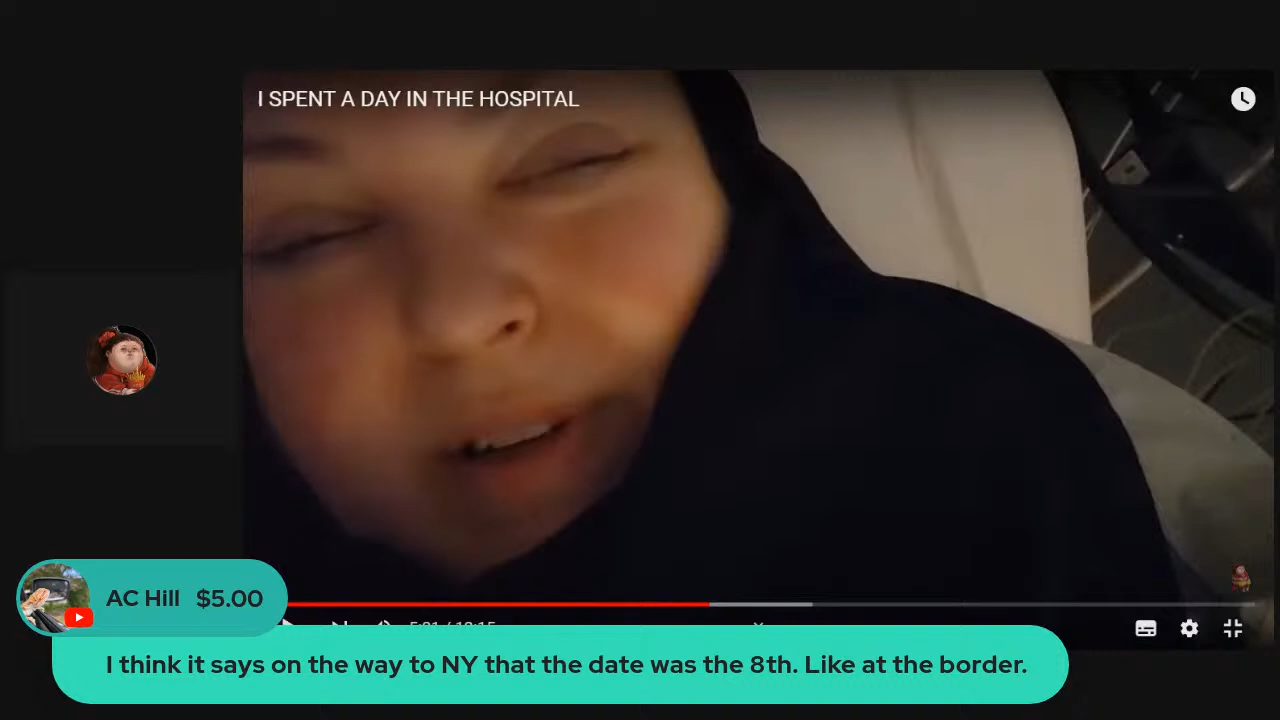 I SPENT A DAY IN THE HOSPITAL
AC Hill $5.00
I think it says on the way to NY that the date was the 8th. Like at the border.